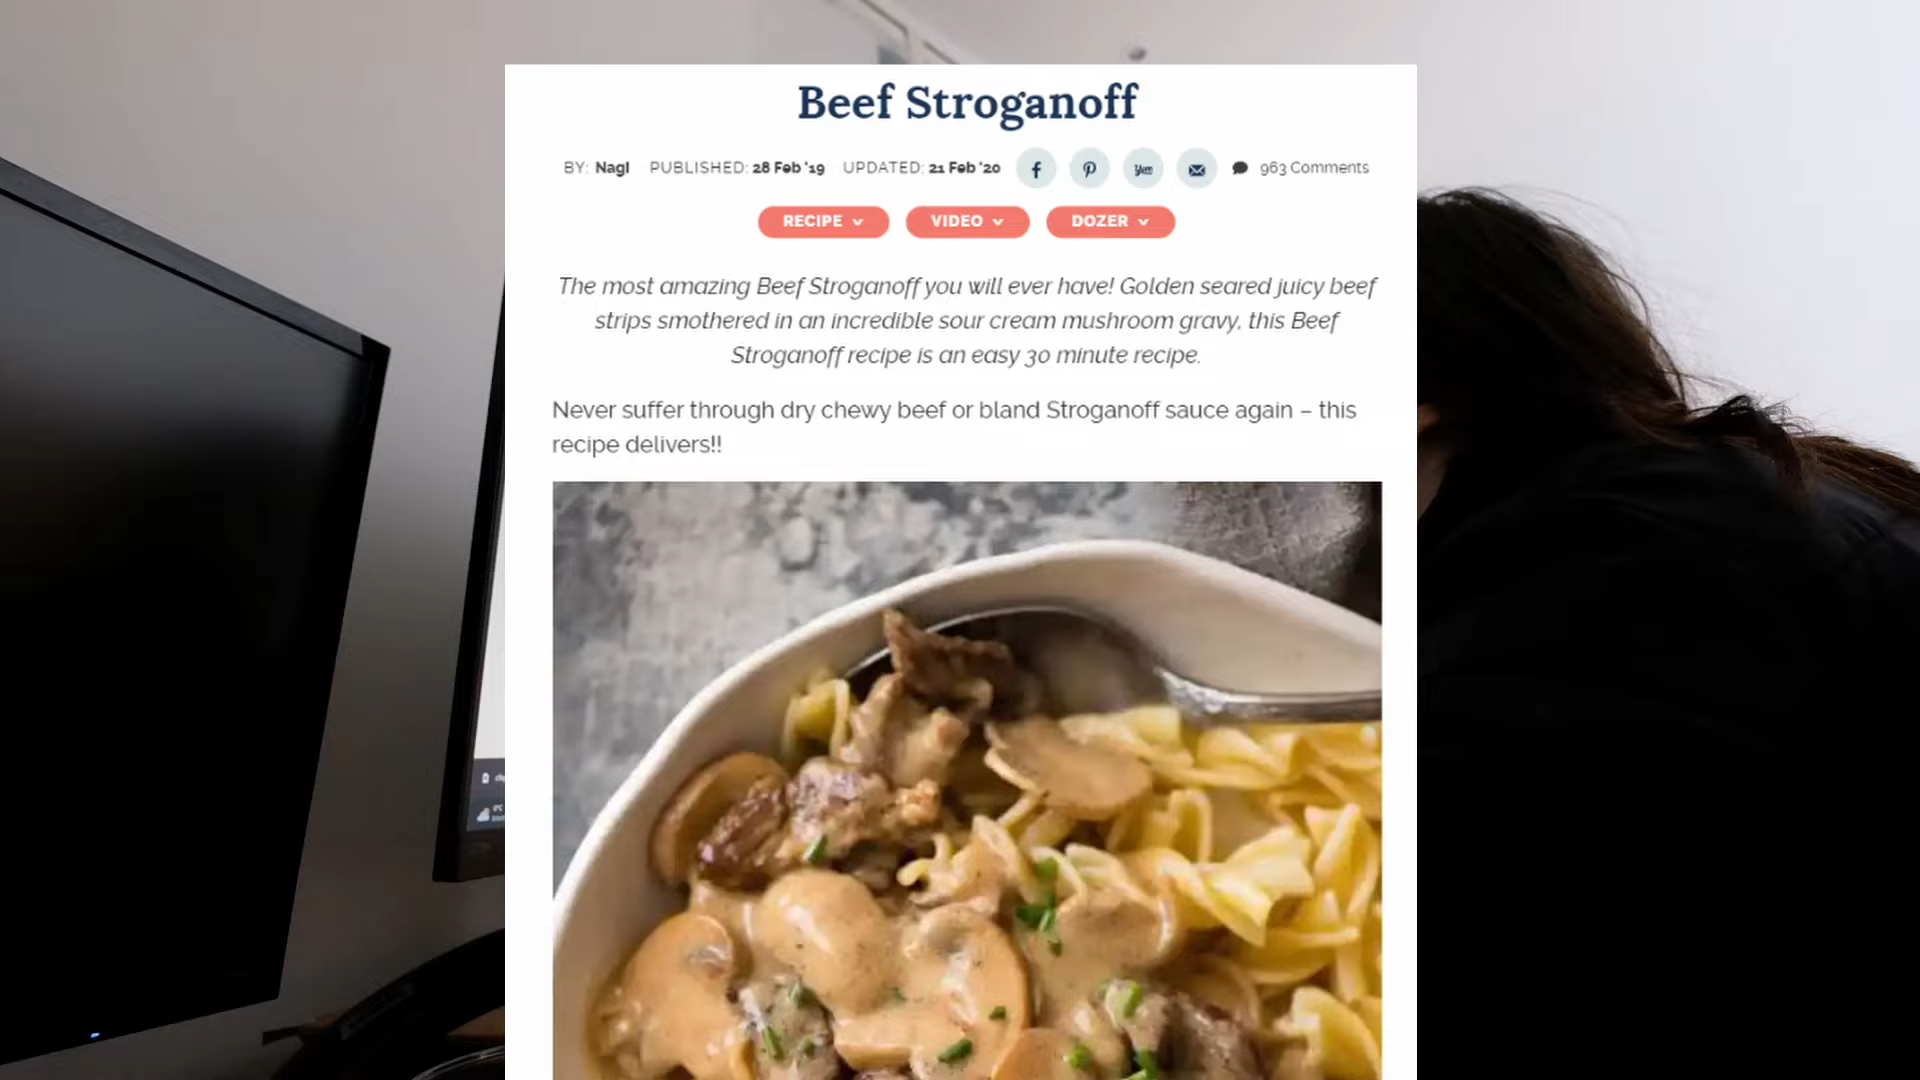 Beef Stroganoff
BY: NagI PUBLISHED: 28 Feb '19 UPDATED: 21 Feb '20 963 Comments
RECIPE VIDEO DOZER
The most amazing Beef Stroganoff you will ever have! Golden seared juicy beef
strips smothered in an incredible sour cream mushroom gravy, this Beef
Stroganoff recipe is an easy 30 minute recipe.
Never suffer through dry chewy beef or bland Stroganoff sauce again – this
recipe delivers!!